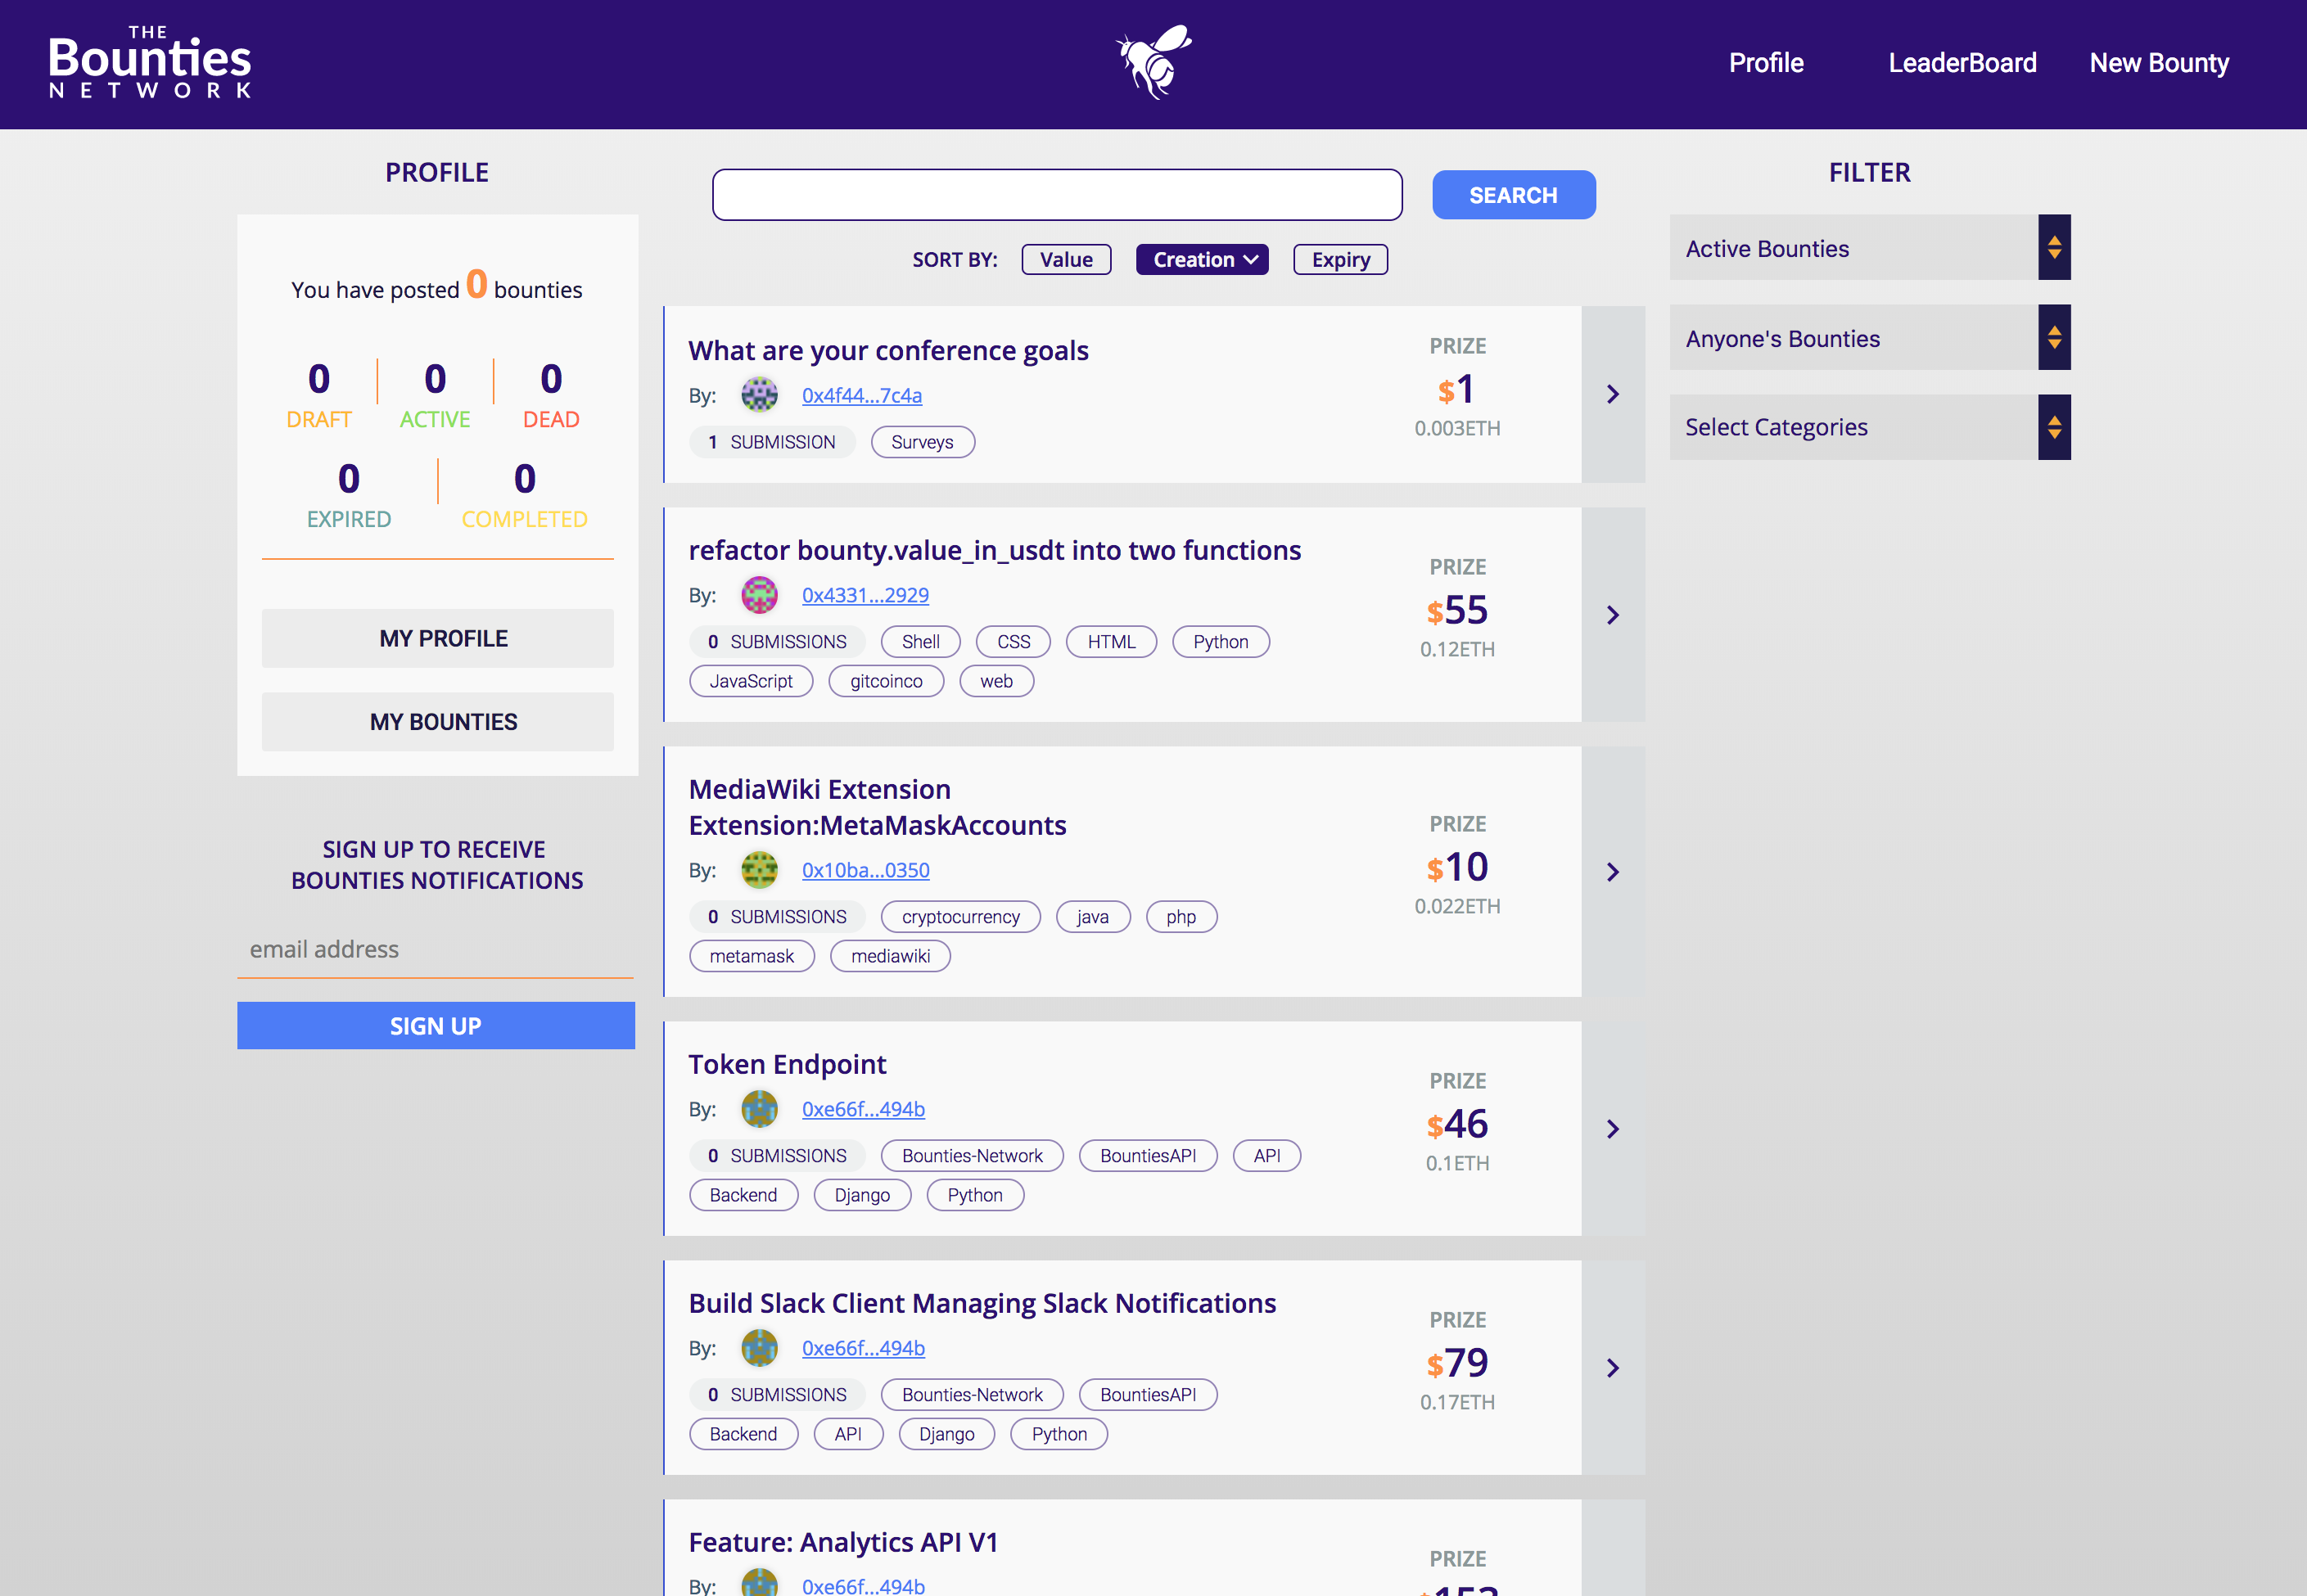 THE
Bounties
NETWORK
Profile
LeaderBoard
New Bounty
PROFILE
You have posted 0 bounties
0
DRAFT
0
ACTIVE
0
DEAD
0
EXPIRED
0
COMPLETED
MY PROFILE
MY BOUNTIES
SIGN UP TO RECEIVE
BOUNTIES NOTIFICATIONS
email address
SIGN UP
SEARCH
SORT BY: Value Creation Expiry
What are your conference goals
By: 0x4f44...7c4a
1 SUBMISSION Surveys
PRIZE
$1
0.003ETH
refactor bounty.value_in_usdt into two functions
By: 0x4331...2929
0 SUBMISSIONS Shell CSS HTML Python
JavaScript gitcoinco web
PRIZE
$55
0.12ETH
MediaWiki Extension
Extension:MetaMaskAccounts
By: 0x10ba...0350
0 SUBMISSIONS cryptocurrency java php
metamask mediawiki
PRIZE
$10
0.022ETH
Token Endpoint
By: 0xe66f...494b
0 SUBMISSIONS Bounties-Network BountiesAPI API
Backend Django Python
PRIZE
$46
0.1ETH
Build Slack Client Managing Slack Notifications
By: 0xe66f...494b
0 SUBMISSIONS Bounties-Network BountiesAPI
Backend API Django Python
PRIZE
$79
0.17ETH
Feature: Analytics API V1
By: 0xe66f...494b
PRIZE
FILTER
Active Bounties
Anyone's Bounties
Select Categories